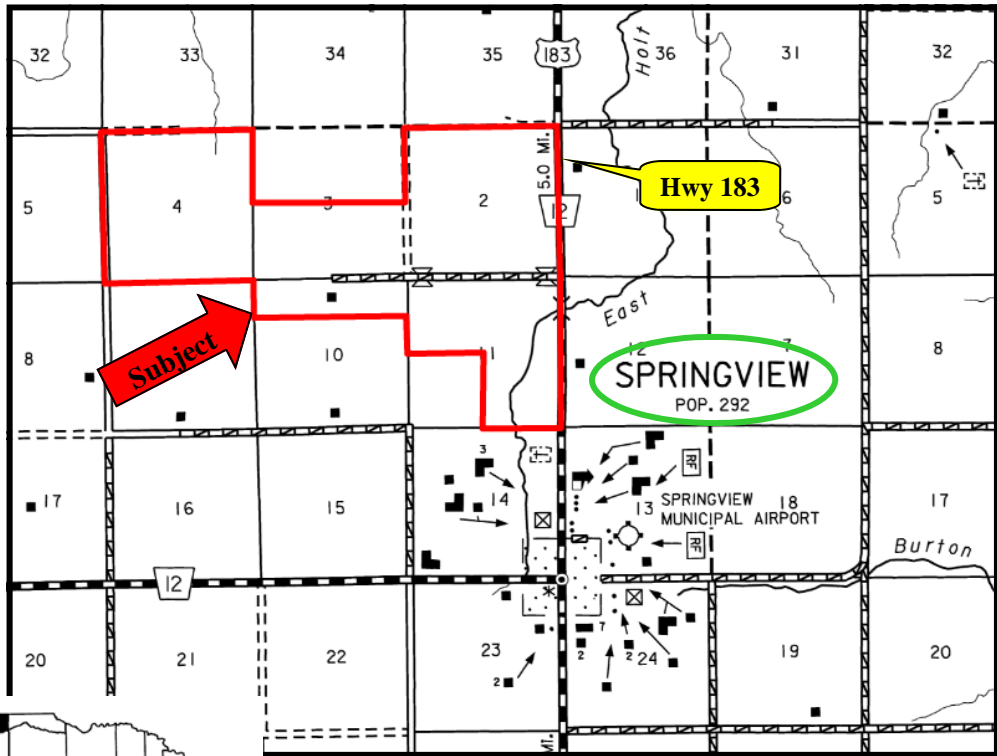 32 33 34 35 183 36 31 32
Holt
5.0 MI.
Hwy 183
5 4 3 2 12 1 6 5
East
Subject
8 10 11 12 7 8
SPRINGVIEW
POP. 292
3
17 16 15 14 13 18 17
RF
SPRINGVIEW
MUNICIPAL AIRPORT
RF
Burton
12
20 21 22 23 24 19 20
7
2 2 2
MI.